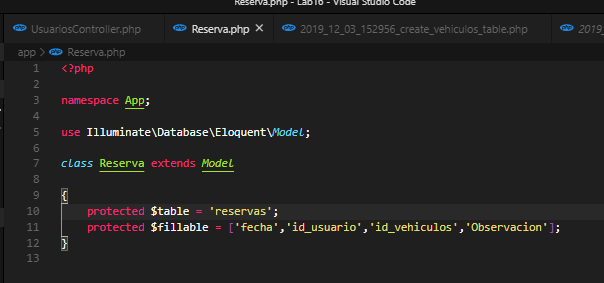 Reserva.php - Lab16 - Visual Studio Code
UsuariosController.php
Reserva.php ×
2019_12_03_152956_create_vehiculos_table.php
app > Reserva.php
1 <?php
2
3 namespace App;
4
5 use Illuminate\Database\Eloquent\Model;
6
7 class Reserva extends Model
8
9 {
10 protected $table = 'reservas';
11 protected $fillable = ['fecha','id_usuario','id_vehiculos','Observacion'];
12 }
13